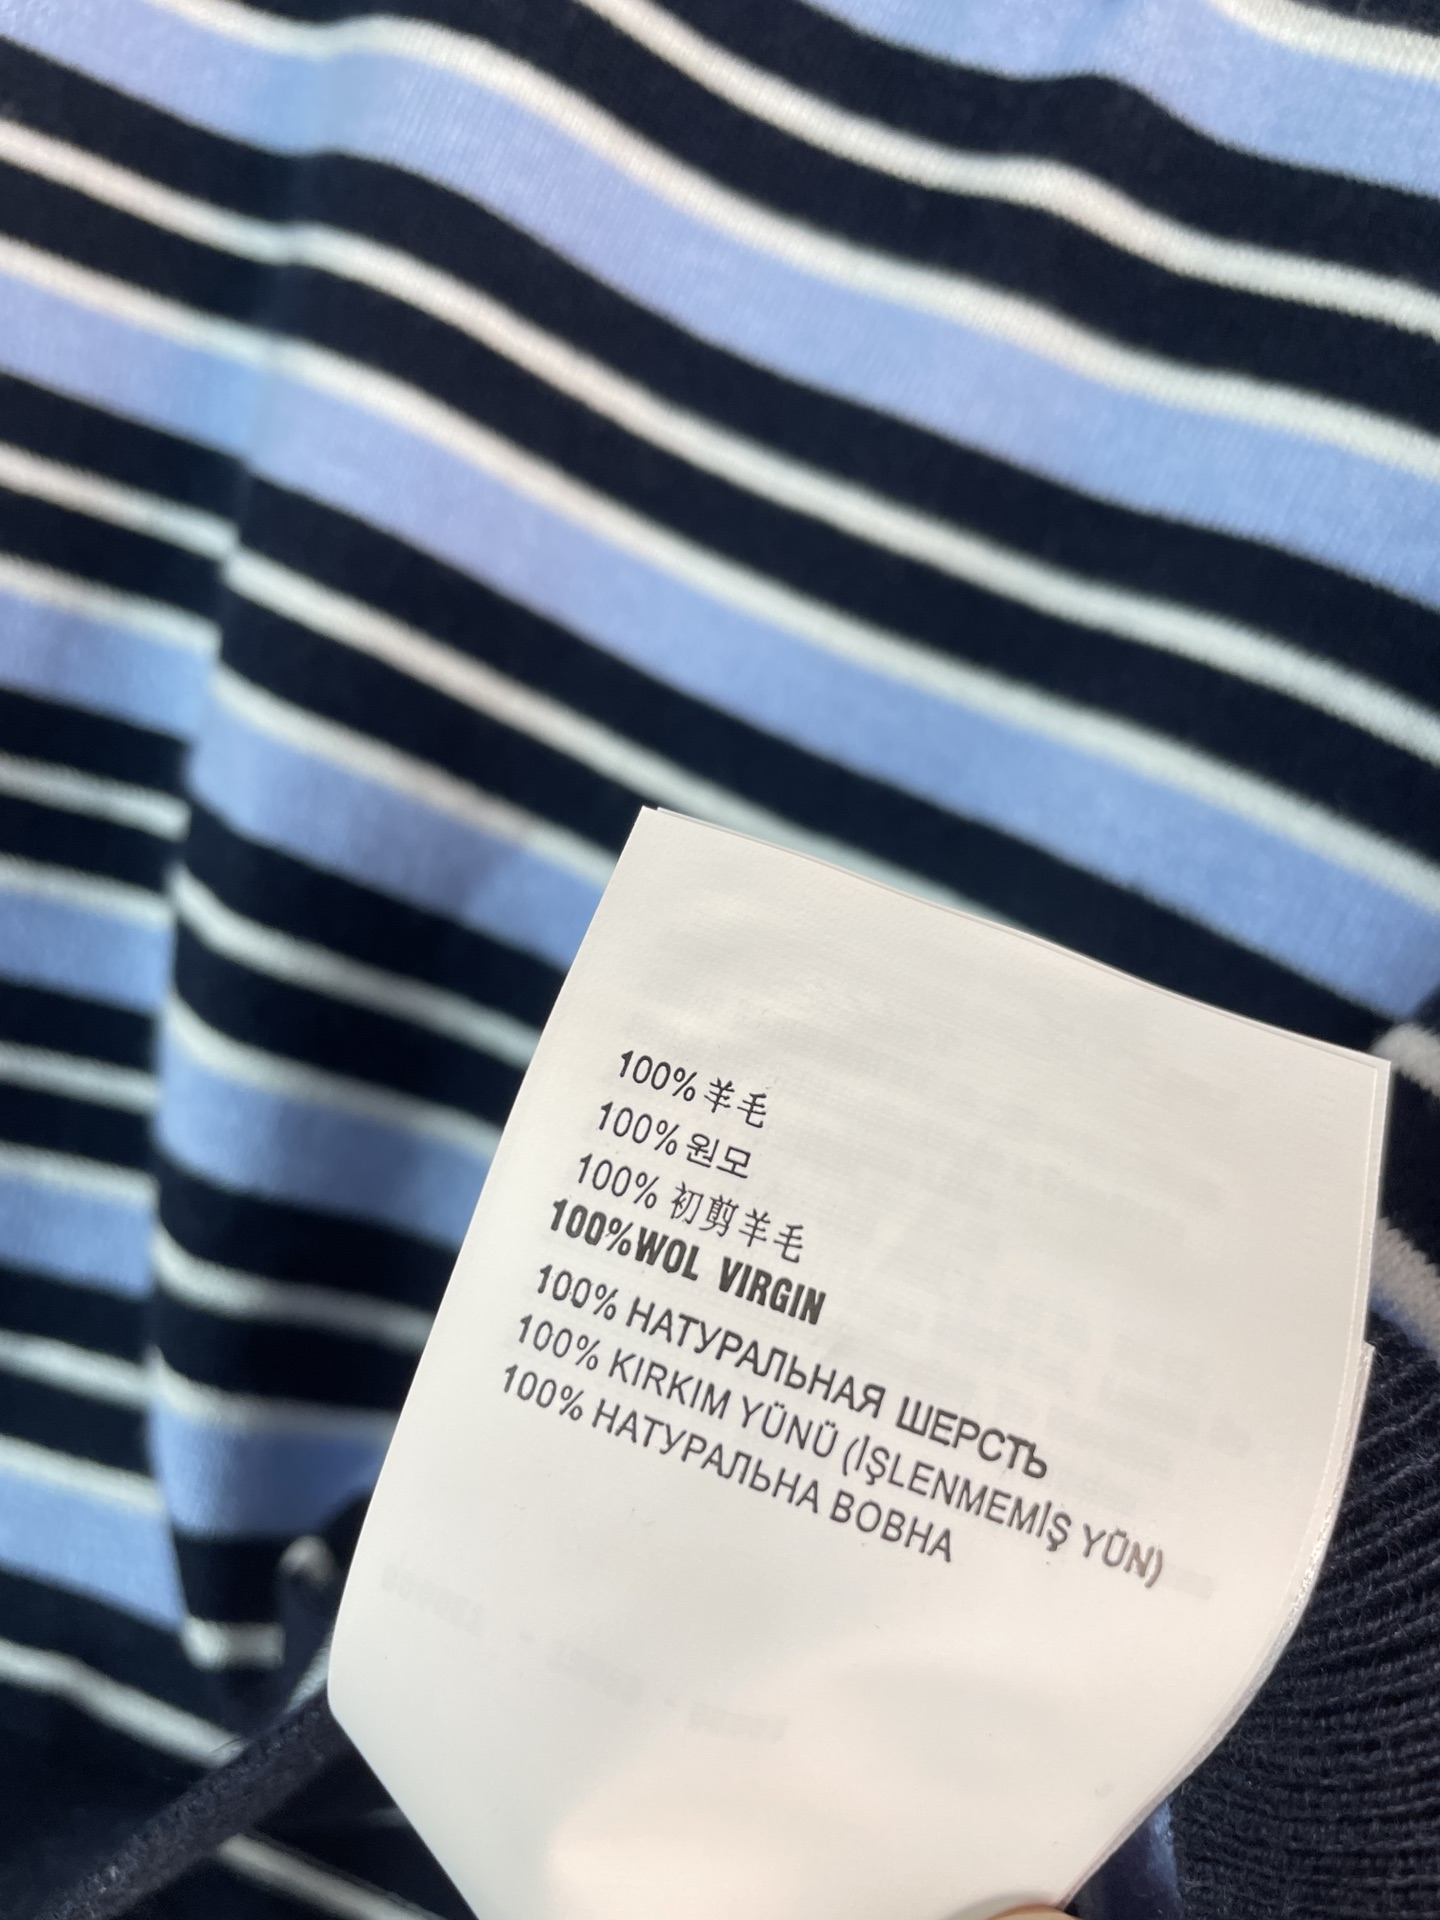 100% 羊毛
100% 원모
100% 初剪羊毛
100%WOL VIRGIN
100% НАТУРАЛЬНАЯ ШЕРСТЬ
100% KIRKIM YÜNÜ (İŞLENMEMİŞ YÜN)
100% НАТУРАЛЬНА ВОВНА